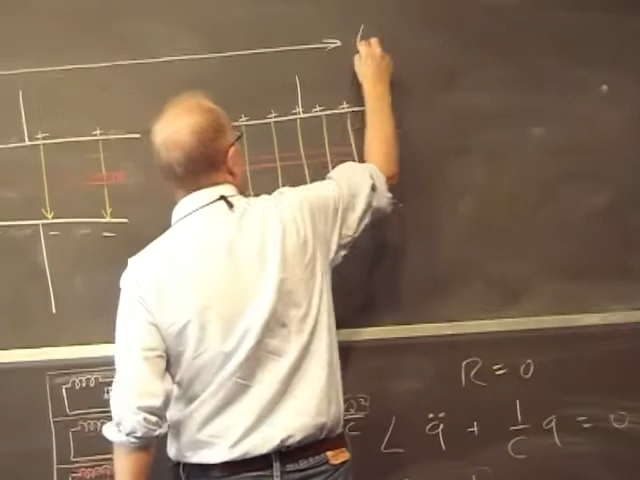 R = 0
L q̈ + 1/C q = 0